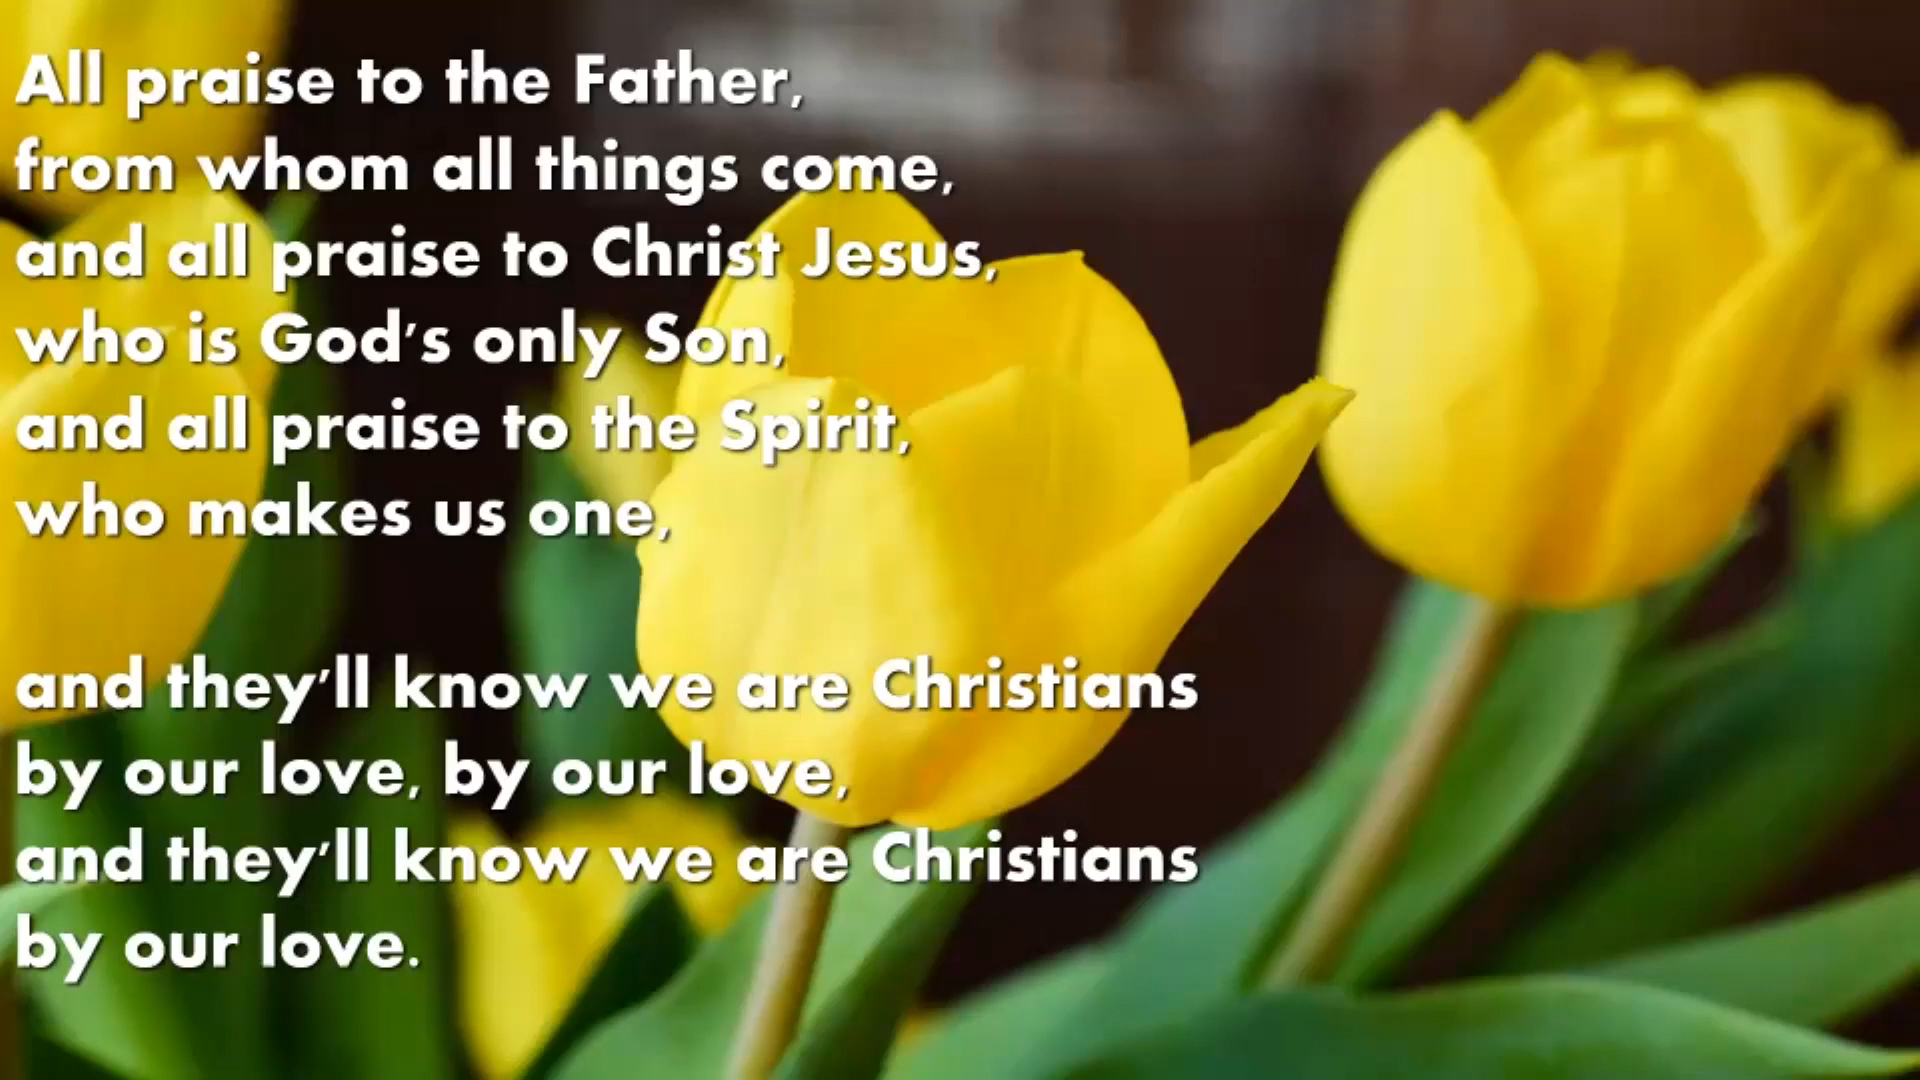 All praise to the Father,
from whom all things come,
and all praise to Christ Jesus,
who is God's only Son,
and all praise to the Spirit,
who makes us one,
and they'll know we are Christians
by our love, by our love,
and they'll know we are Christians
by our love.